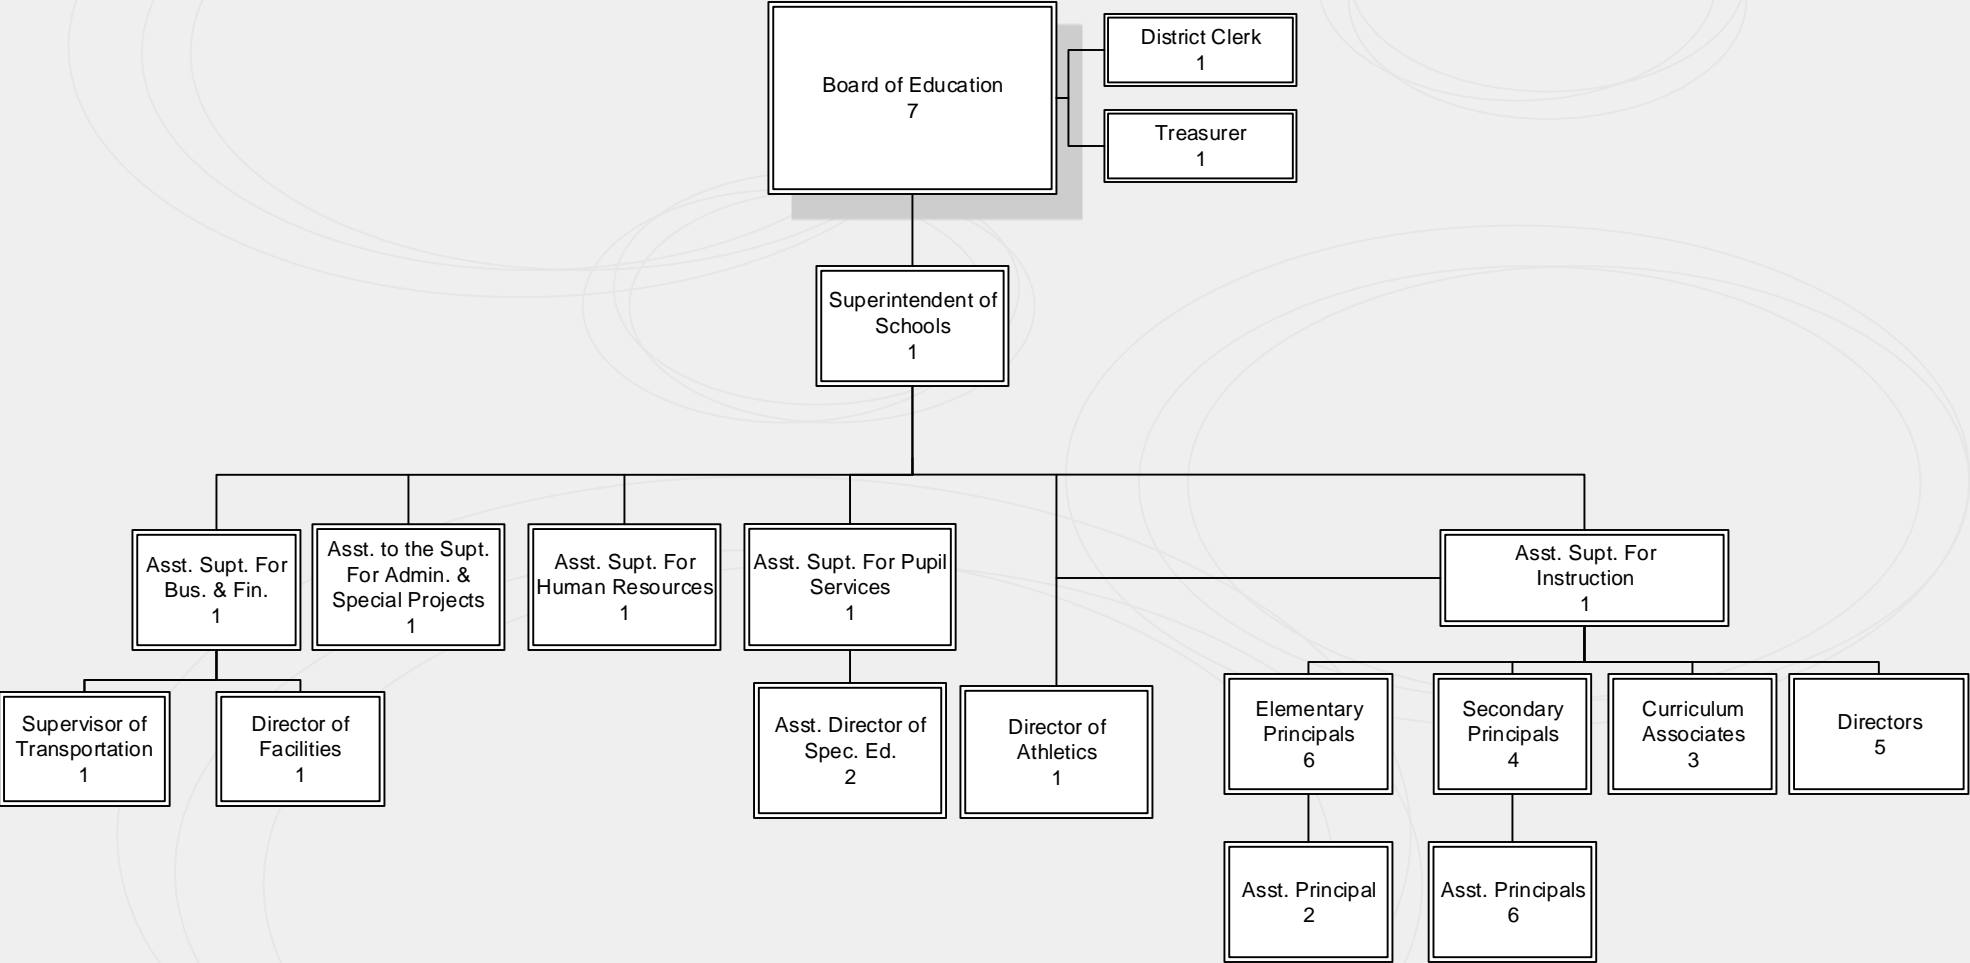 Board of Education
7
District Clerk
1
Treasurer
1
Superintendent of
Schools
1
Asst. Supt. For
Bus. & Fin.
1
Asst. to the Supt.
For Admin. &
Special Projects
1
Asst. Supt. For
Human Resources
1
Asst. Supt. For Pupil
Services
1
Asst. Supt. For
Instruction
1
Supervisor of
Transportation
1
Director of
Facilities
1
Asst. Director of
Spec. Ed.
2
Director of
Athletics
1
Elementary
Principals
6
Secondary
Principals
4
Curriculum
Associates
3
Directors
5
Asst. Principal
2
Asst. Principals
6